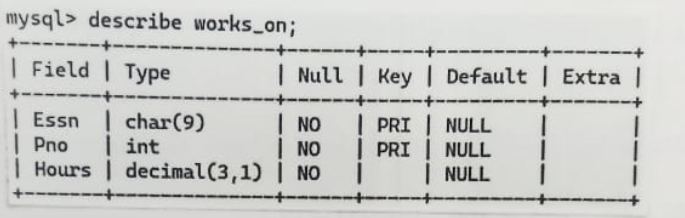 mysql> describe works_on;
+-------+--------------+------+-----+---------+-------+
| Field | Type | Null | Key | Default | Extra |
+-------+--------------+------+-----+---------+-------+
| Essn | char(9) | NO | PRI | NULL | |
| Pno | int | NO | PRI | NULL | |
| Hours | decimal(3,1) | NO | | NULL | |
+-------+--------------+------+-----+---------+-------+